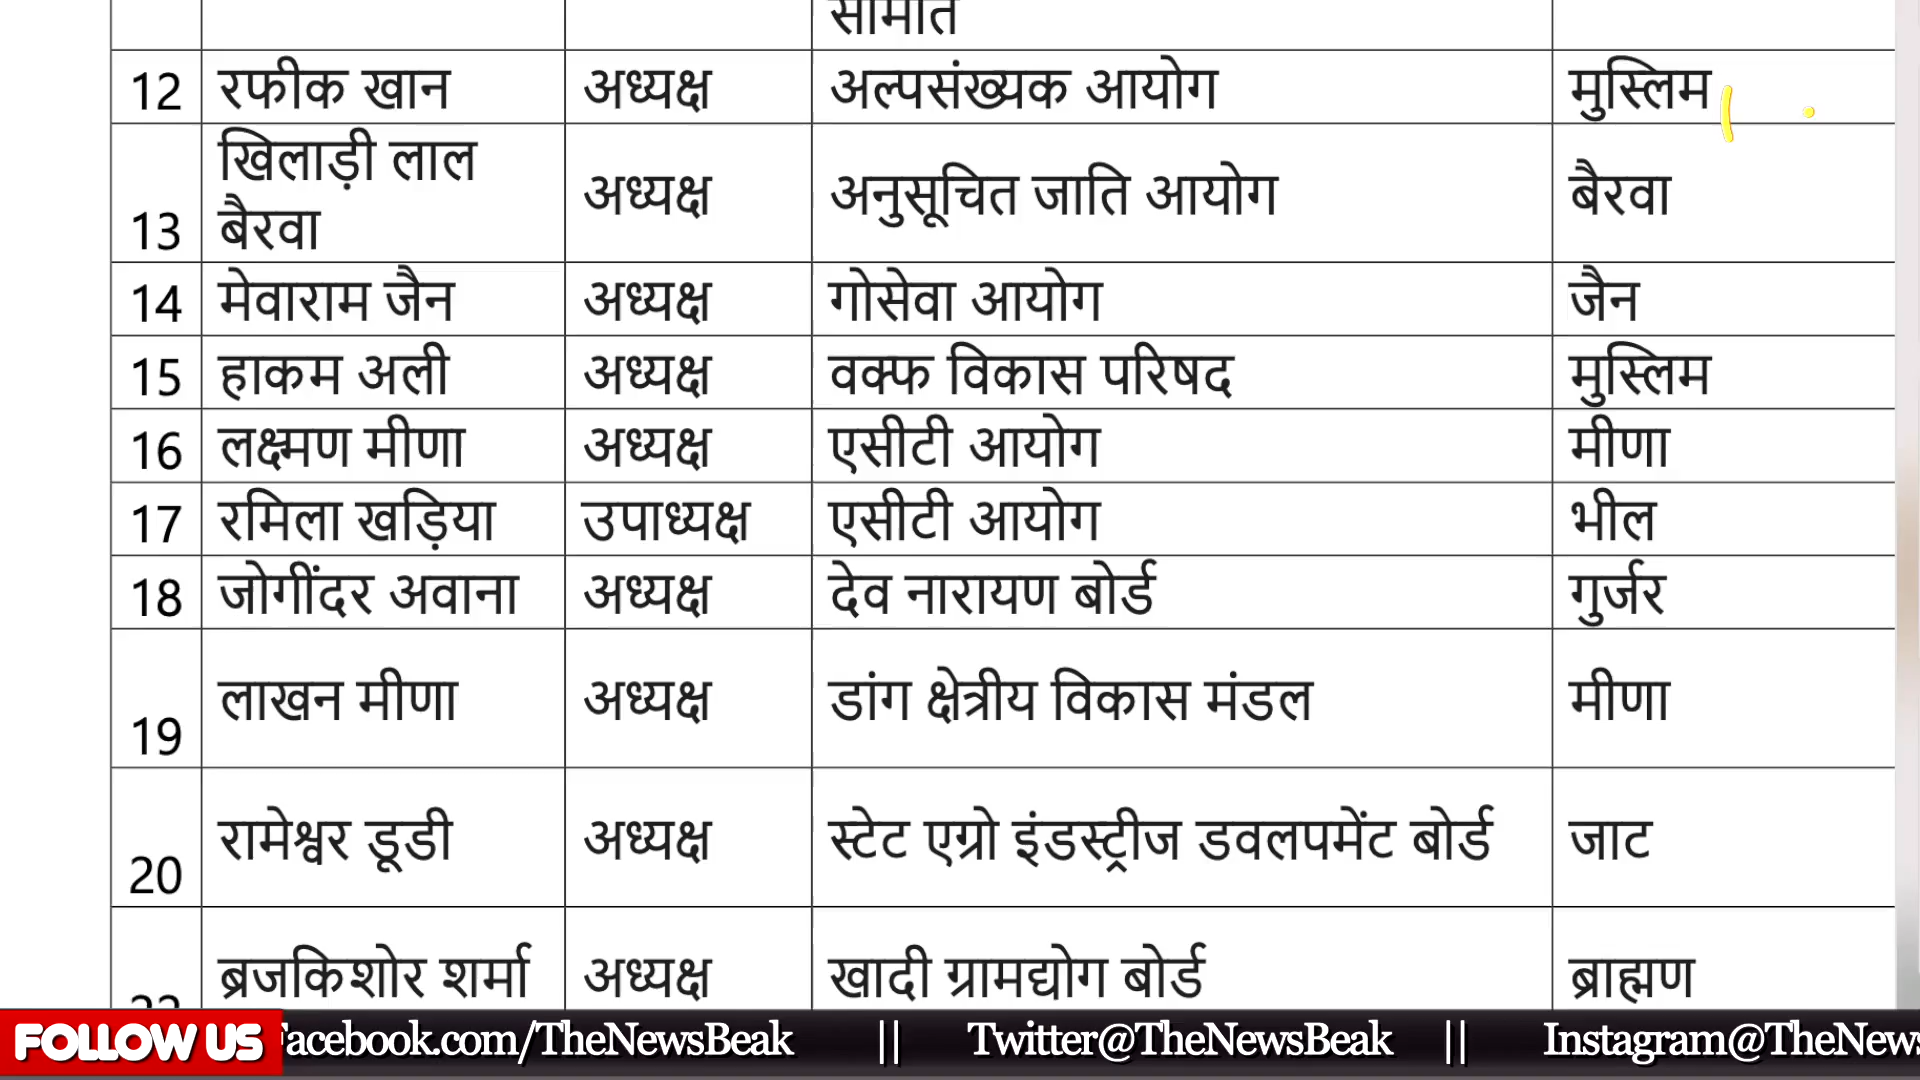 समिति
12 रफीक खान अध्यक्ष अल्पसंख्यक आयोग मुस्लिम
खिलाड़ी लाल
13 बैरवा अध्यक्ष अनुसूचित जाति आयोग बैरवा
14 मेवाराम जैन अध्यक्ष गोसेवा आयोग जैन
15 हाकम अली अध्यक्ष वक्फ विकास परिषद मुस्लिम
16 लक्ष्मण मीणा अध्यक्ष एसीटी आयोग मीणा
17 रमिला खड़िया उपाध्यक्ष एसीटी आयोग भील
18 जोगींदर अवाना अध्यक्ष देव नारायण बोर्ड गुर्जर
19 लाखन मीणा अध्यक्ष डांग क्षेत्रीय विकास मंडल मीणा
20 रामेश्वर डूडी अध्यक्ष स्टेट एग्रो इंडस्ट्रीज डवलपमेंट बोर्ड जाट
ब्रजकिशोर शर्मा अध्यक्ष खादी ग्रामद्योग बोर्ड ब्राह्मण
FOLLOW US Facebook.com/TheNewsBeak || Twitter@TheNewsBeak || Instagram@TheNews